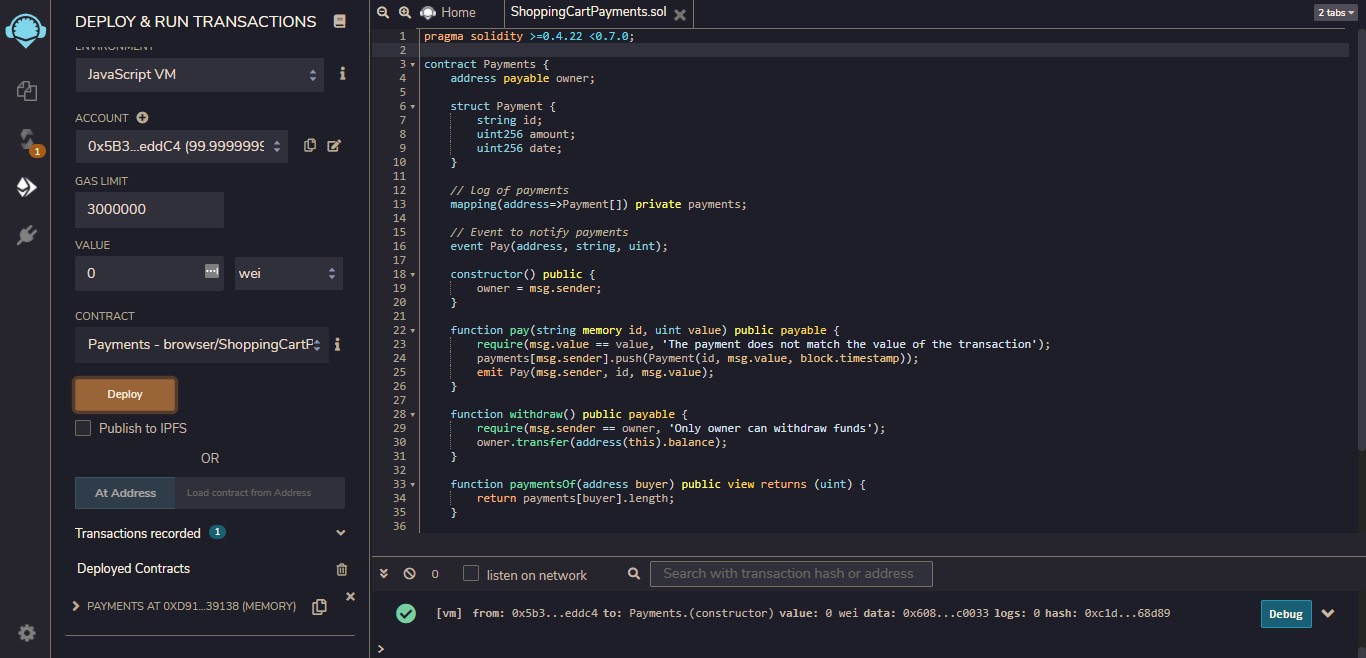 DEPLOY & RUN TRANSACTIONS
ENVIRONMENT
JavaScript VM
ACCOUNT
0x5B3...eddC4 (99.9999999
GAS LIMIT
3000000
VALUE
0
wei
CONTRACT
Payments - browser/ShoppingCartP
Deploy
Publish to IPFS
OR
At Address
Load contract from Address
Transactions recorded 1
Deployed Contracts
PAYMENTS AT 0XD91...39138 (MEMORY)
1
Home
ShoppingCartPayments.sol
2 tabs
1 pragma solidity >=0.4.22 <0.7.0;
2
3 contract Payments {
4 address payable owner;
5
6 struct Payment {
7 string id;
8 uint256 amount;
9 uint256 date;
10 }
11
12 // Log of payments
13 mapping(address=>Payment[]) private payments;
14
15 // Event to notify payments
16 event Pay(address, string, uint);
17
18 constructor() public {
19 owner = msg.sender;
20 }
21
22 function pay(string memory id, uint value) public payable {
23 require(msg.value == value, 'The payment does not match the value of the transaction');
24 payments[msg.sender].push(Payment(id, msg.value, block.timestamp));
25 emit Pay(msg.sender, id, msg.value);
26 }
27
28 function withdraw() public payable {
29 require(msg.sender == owner, 'Only owner can withdraw funds');
30 owner.transfer(address(this).balance);
31 }
32
33 function paymentsOf(address buyer) public view returns (uint) {
34 return payments[buyer].length;
35 }
36
0
listen on network
Search with transaction hash or address
[vm] from: 0x5b3...eddc4 to: Payments.(constructor) value: 0 wei data: 0x608...c0033 logs: 0 hash: 0xc1d...68d89
Debug
>